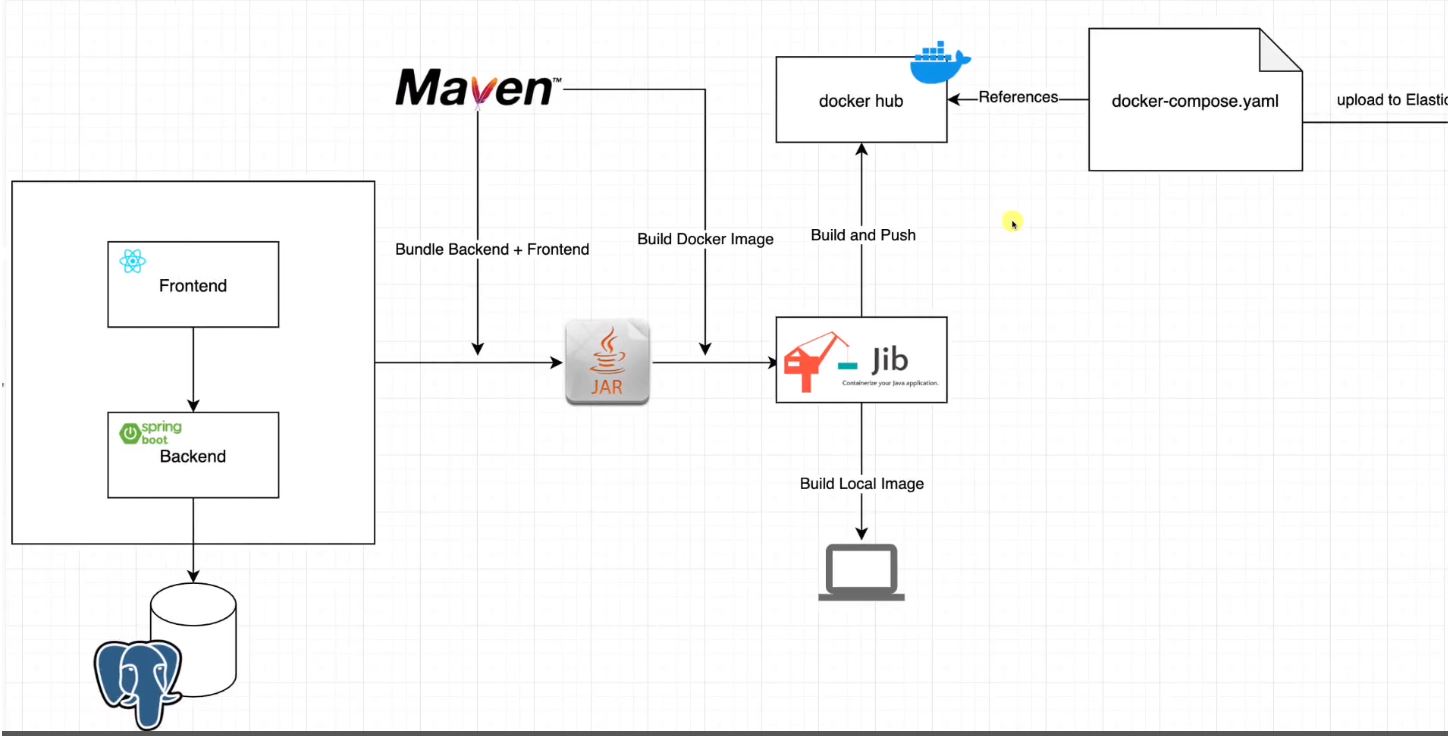 Maven™
docker hub
References
docker-compose.yaml
upload to Elastic
Bundle Backend + Frontend
Build Docker Image
Build and Push
Frontend
JAR
Jib
Containerize your Java application.
spring
boot
Backend
Build Local Image